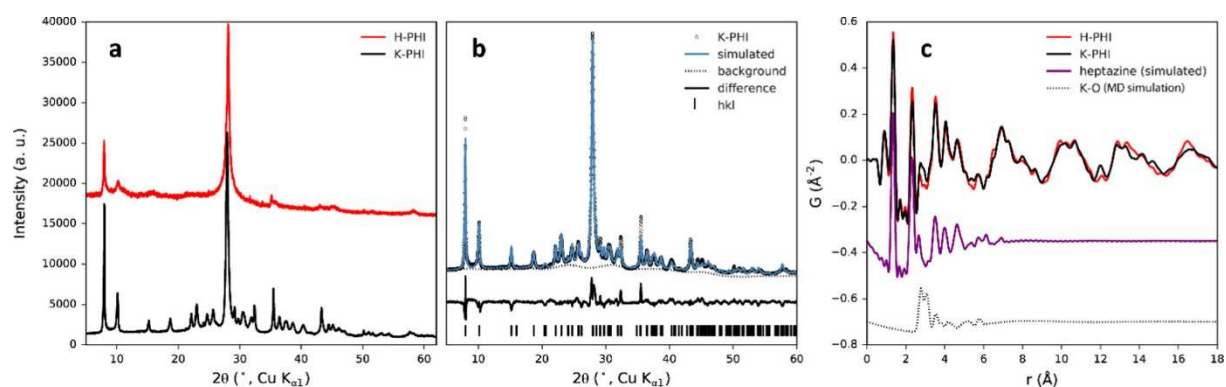 40000
35000
30000
25000
20000
15000
10000
5000
0
Intensity (a. u.)
a
H-PHI
K-PHI
10 20 30 40 50 60
2θ (°, Cu Kα1)
b
K-PHI
simulated
background
difference
hkl
10 20 30 40 50 60
2θ (°, Cu Kα1)
c
H-PHI
K-PHI
heptazine (simulated)
K-O (MD simulation)
0.6
0.4
0.2
0.0
−0.2
−0.4
−0.6
−0.8
G (Å-2)
0 2 4 6 8 10 12 14 16 18
r (Å)